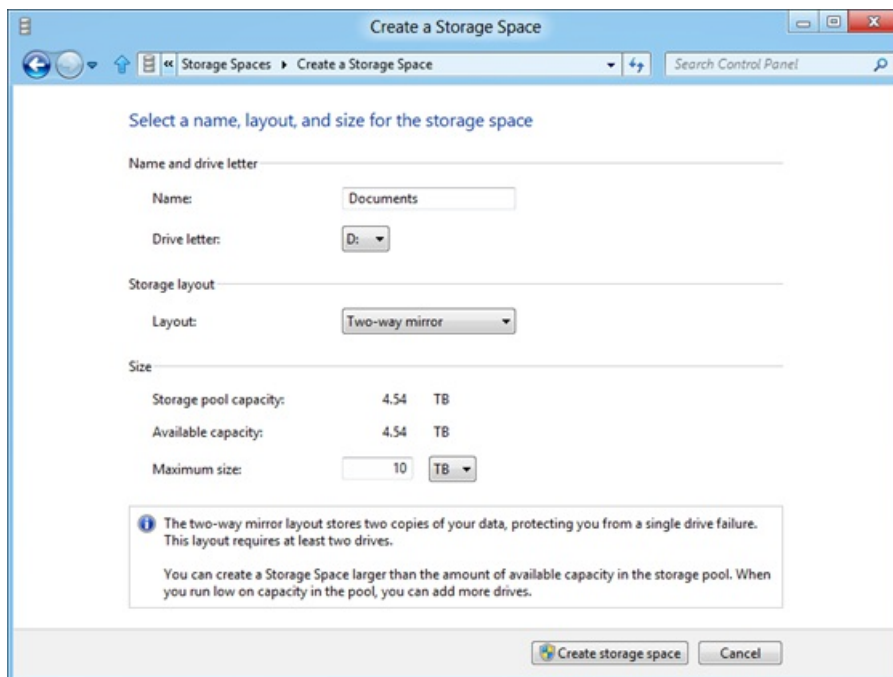 Create a Storage Space
« Storage Spaces ▸ Create a Storage Space
Search Control Panel
Select a name, layout, and size for the storage space
Name and drive letter
Name: Documents
Drive letter: D:
Storage layout
Layout: Two-way mirror
Size
Storage pool capacity: 4.54 TB
Available capacity: 4.54 TB
Maximum size: 10 TB
The two-way mirror layout stores two copies of your data, protecting you from a single drive failure.
This layout requires at least two drives.
You can create a Storage Space larger than the amount of available capacity in the storage pool. When
you run low on capacity in the pool, you can add more drives.
Create storage space Cancel